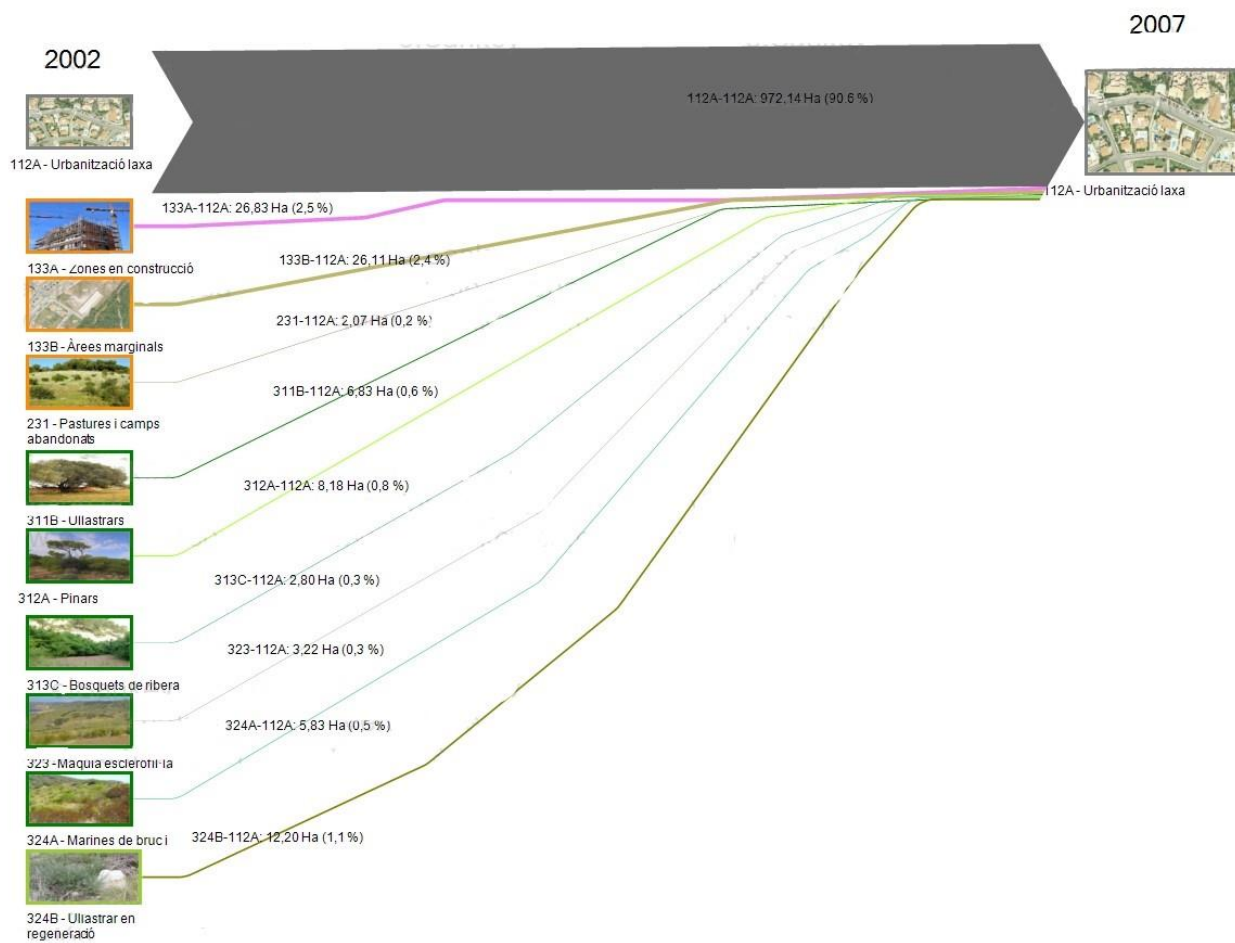 2007
2002
112A-112A: 972,14 Ha (90.6 %)
112A - Urbanització laxa
112A - Urbanització laxa
133A-112A: 26,83 Ha (2,5 %)
133A - Zones en construcció
133B-112A: 26,11 Ha (2,4 %)
231-112A: 2,07 Ha (0,2 %)
133B - Àrees marginals
311B-112A: 6,83 Ha (0,6 %)
231 - Pastures i camps
abandonats
312A-112A: 8,18 Ha (0,8 %)
311B - Ullastrars
313C-112A: 2,80 Ha (0,3 %)
312A - Pinars
323-112A: 3,22 Ha (0,3 %)
313C - Bosquets de ribera
324A-112A: 5,83 Ha (0,5 %)
323 - Màquia esclerofil·la
324B-112A: 12,20 Ha (1,1 %)
324A - Marines de bruc i
324B - Ullastrar en
regeneració